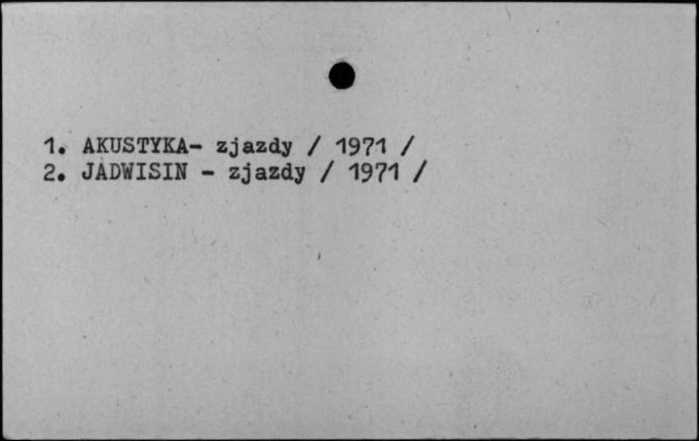 1. AKUSTYKA- zjazdy / 1971 /
2. JADWISIN - zjazdy / 1971 /